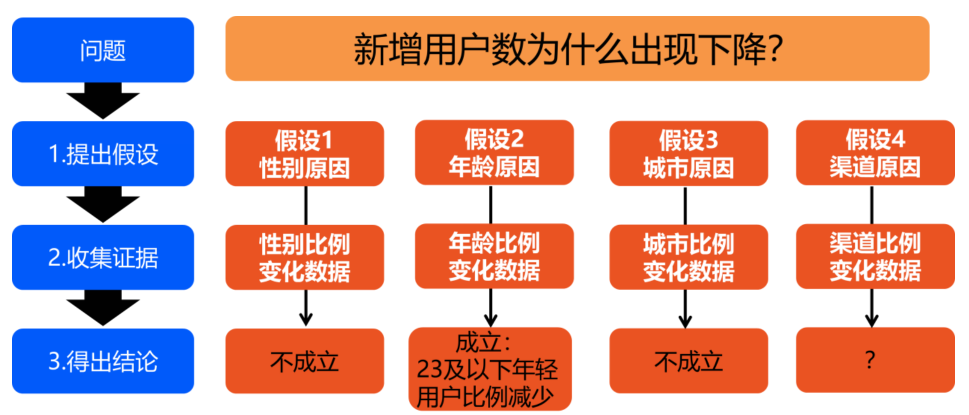 问题
新增用户数为什么出现下降？
1.提出假设
假设1
性别原因
假设2
年龄原因
假设3
城市原因
假设4
渠道原因
2.收集证据
性别比例
变化数据
年龄比例
变化数据
城市比例
变化数据
渠道比例
变化数据
3.得出结论
不成立
成立：
23及以下年轻
用户比例减少
不成立
？